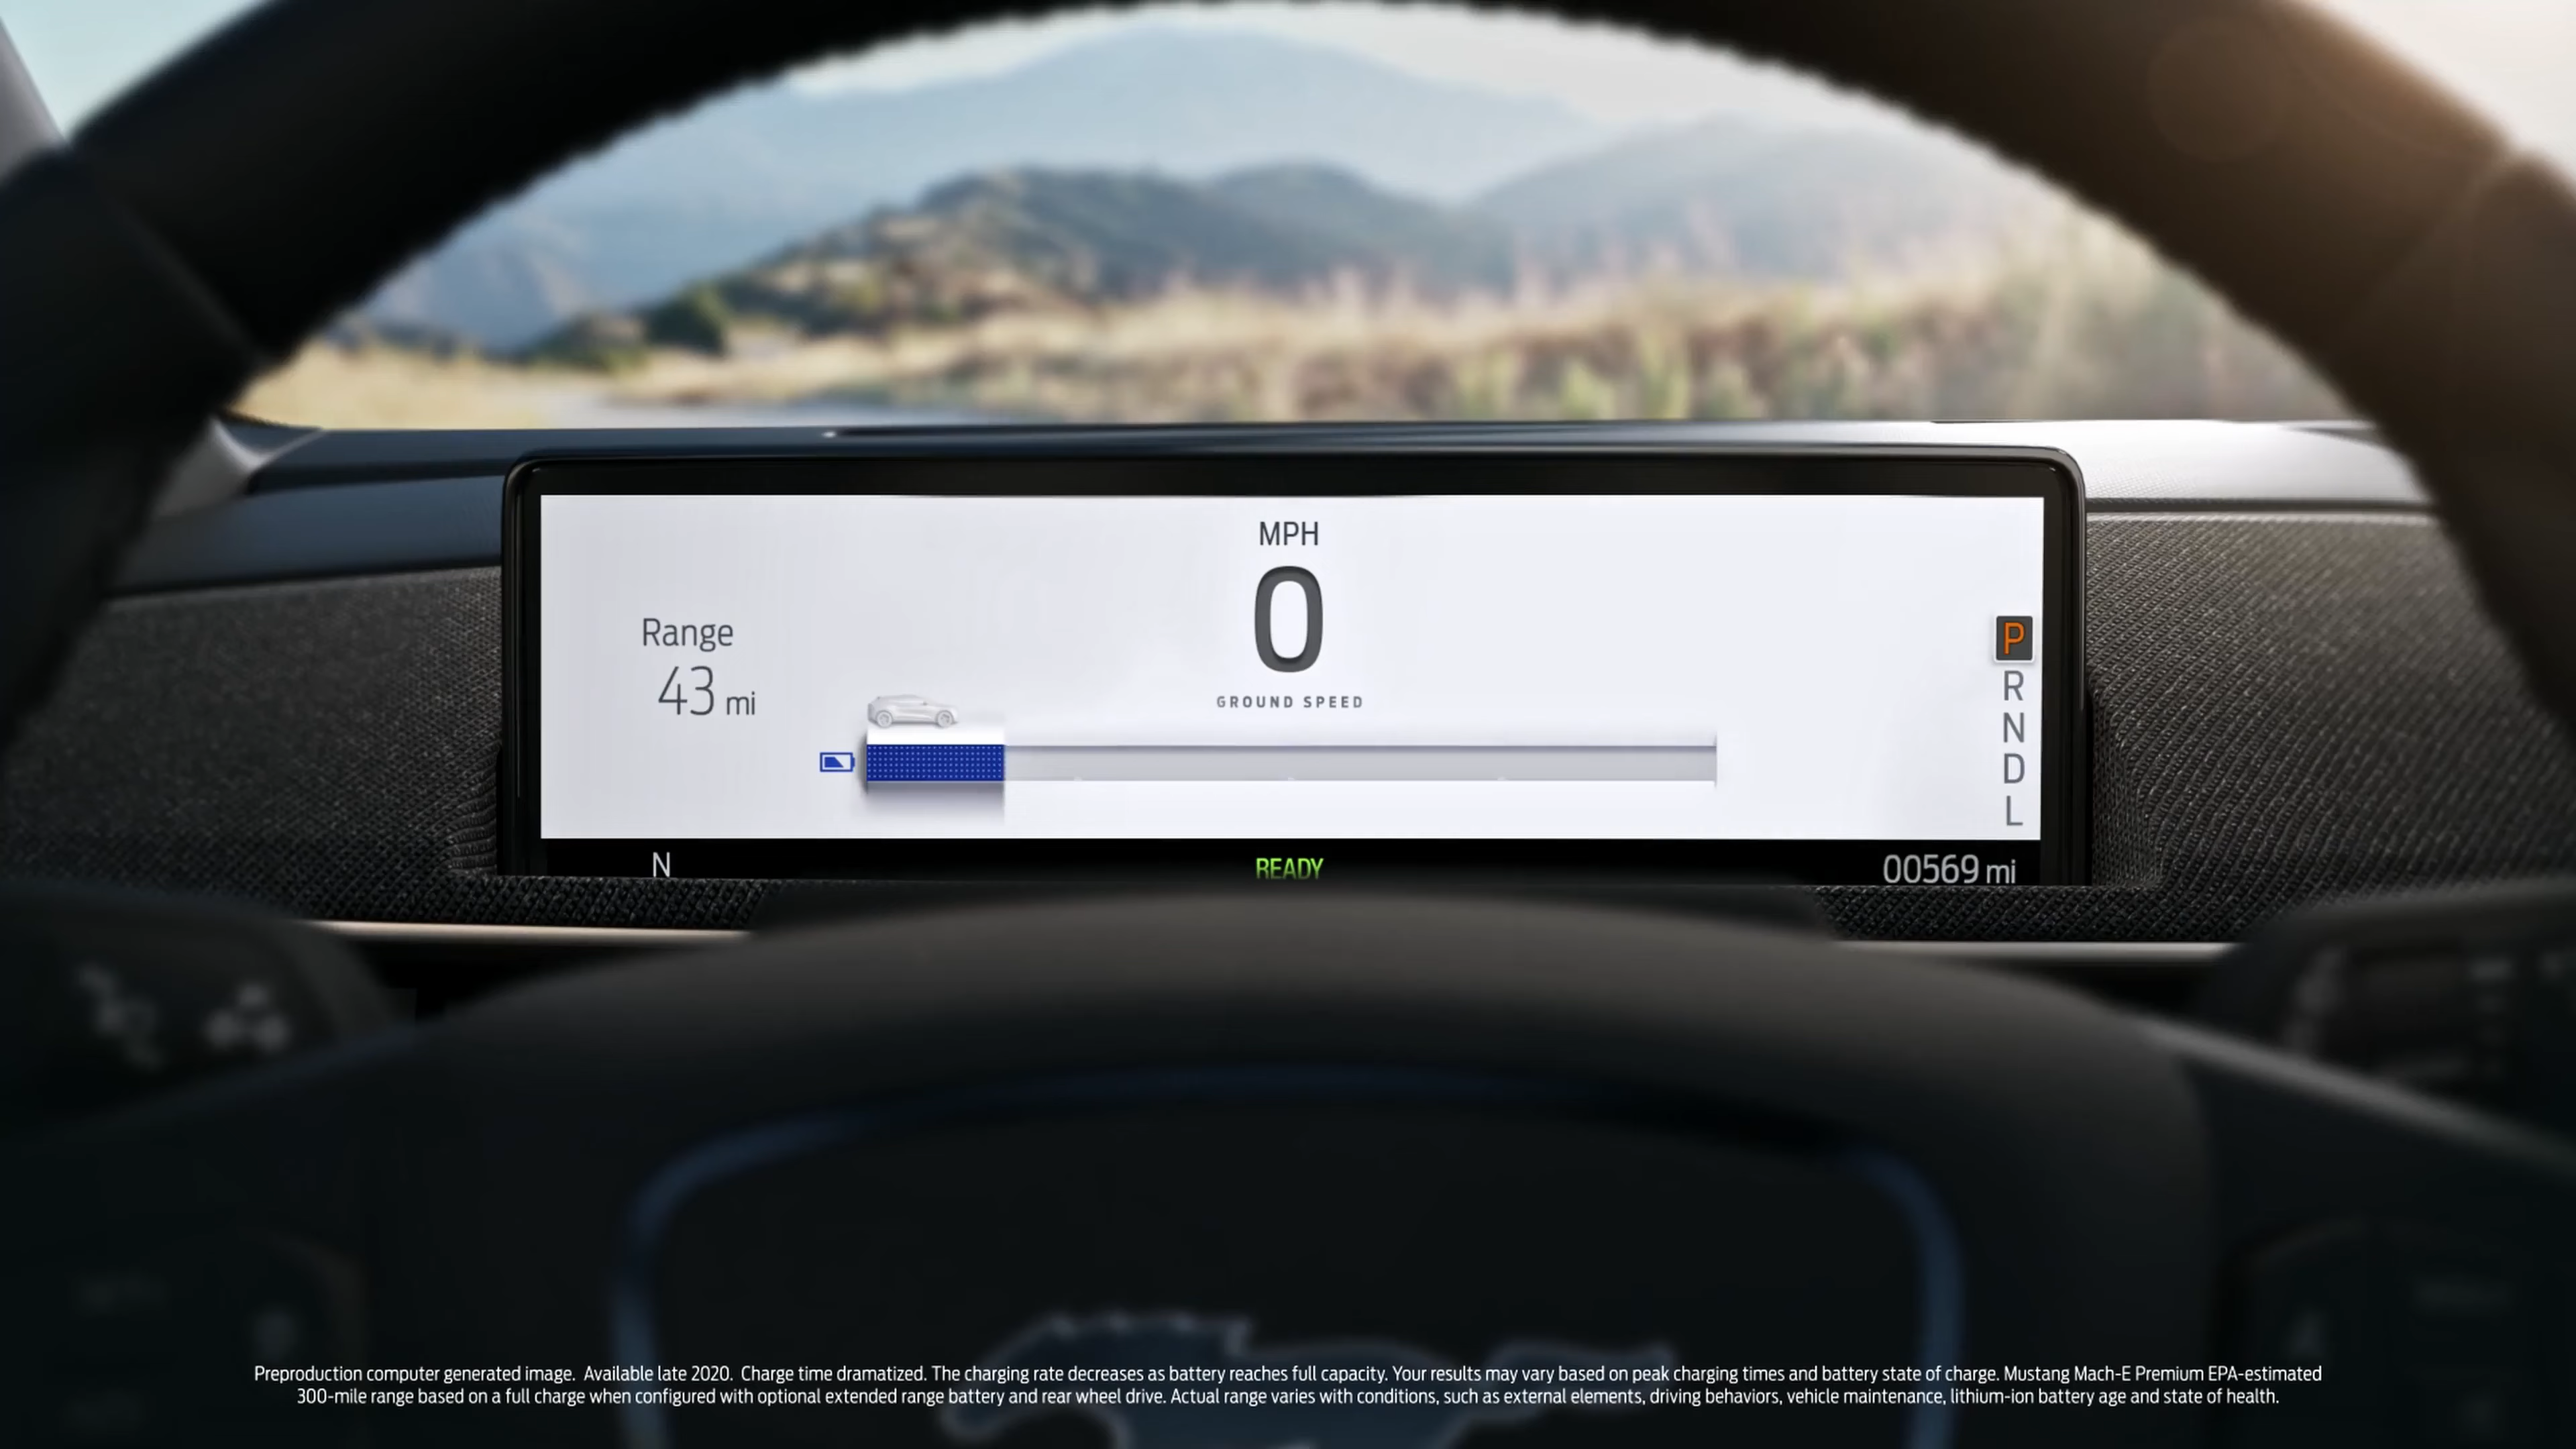 MPH
0
GROUND SPEED
Range
43 mi
P
R
N
D
L
N
READY
00569 mi
Preproduction computer generated image. Available late 2020. Charge time dramatized. The charging rate decreases as battery reaches full capacity. Your results may vary based on peak charging times and battery state of charge. Mustang Mach-E Premium EPA-estimated
300-mile range based on a full charge when configured with optional extended range battery and rear wheel drive. Actual range varies with conditions, such as external elements, driving behaviors, vehicle maintenance, lithium-ion battery age and state of health.